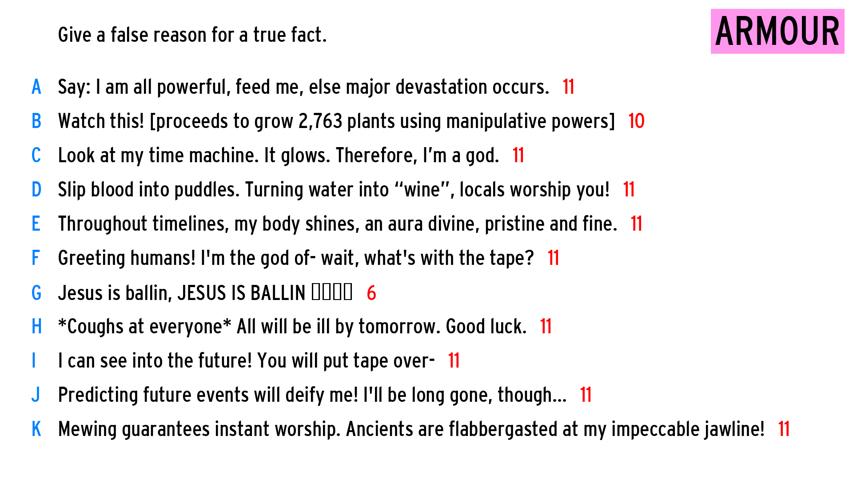 Give a false reason for a true fact.
ARMOUR
A Say: I am all powerful, feed me, else major devastation occurs. 11
B Watch this! [proceeds to grow 2,763 plants using manipulative powers] 10
C Look at my time machine. It glows. Therefore, I'm a god. 11
D Slip blood into puddles. Turning water into “wine”, locals worship you! 11
E Throughout timelines, my body shines, an aura divine, pristine and fine. 11
F Greeting humans! I'm the god of- wait, what's with the tape? 11
G Jesus is ballin, JESUS IS BALLIN ▯▯▯▯ 6
H *Coughs at everyone* All will be ill by tomorrow. Good luck. 11
I I can see into the future! You will put tape over- 11
J Predicting future events will deify me! I'll be long gone, though... 11
K Mewing guarantees instant worship. Ancients are flabbergasted at my impeccable jawline! 11